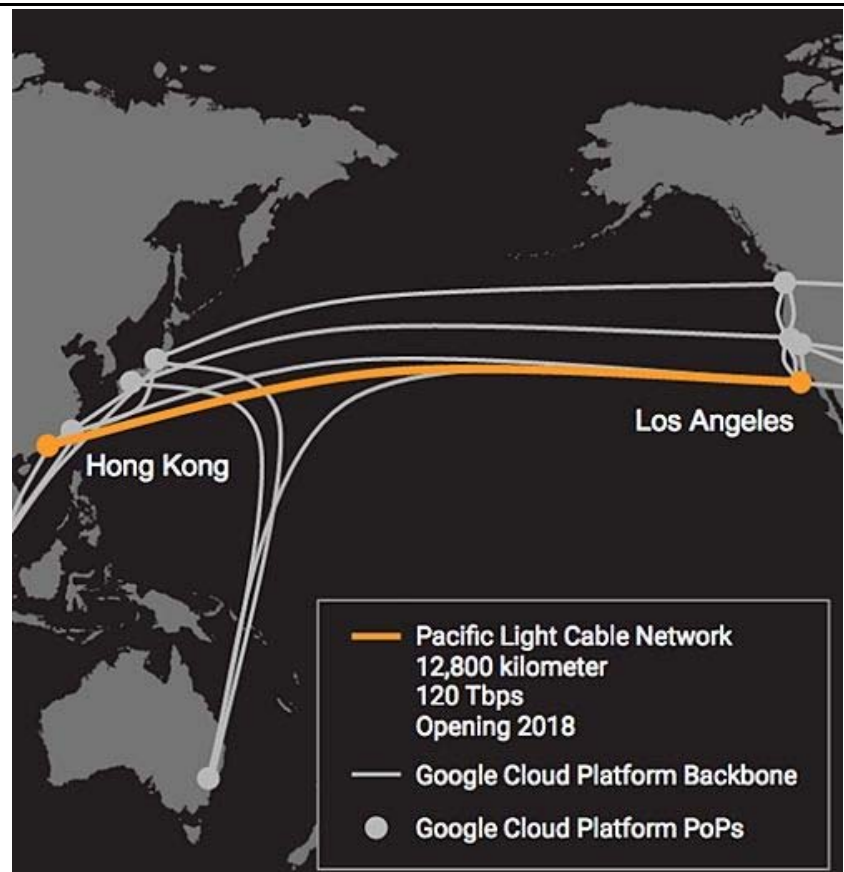 Los Angeles
Hong Kong
Pacific Light Cable Network
12,800 kilometer
120 Tbps
Opening 2018
Google Cloud Platform Backbone
Google Cloud Platform PoPs